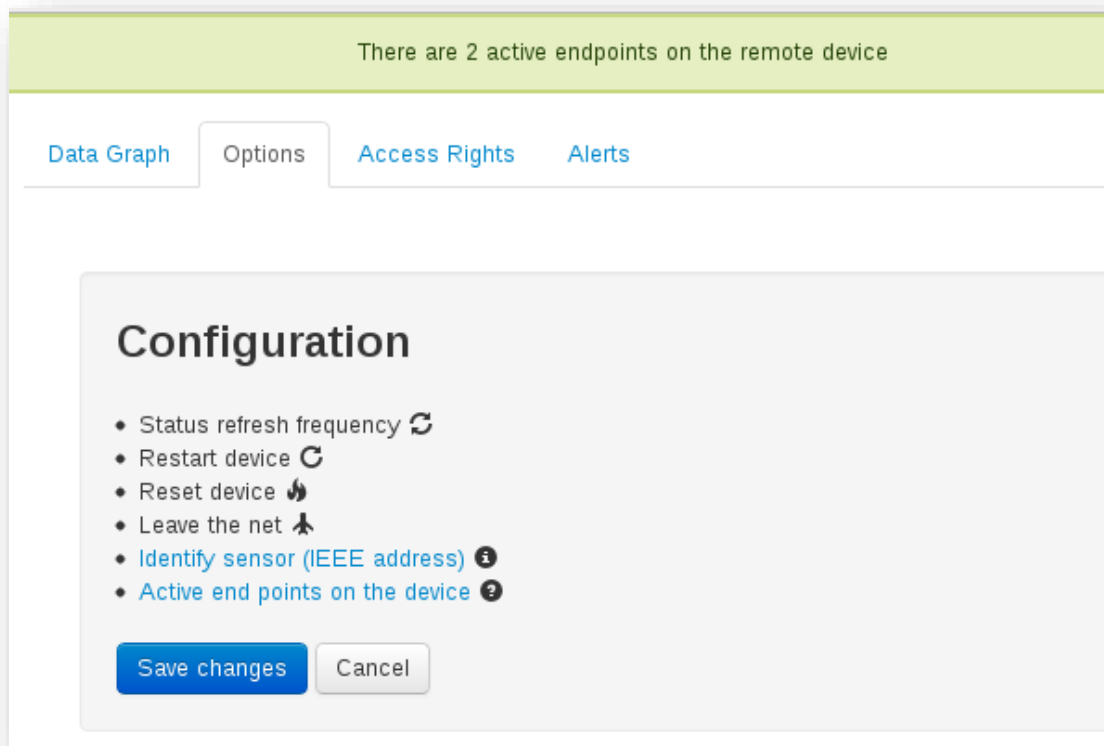 There are 2 active endpoints on the remote device
Data Graph Options Access Rights Alerts
Configuration
Status refresh frequency
Restart device
Reset device
Leave the net
Identify sensor (IEEE address)
Active end points on the device
Save changes Cancel